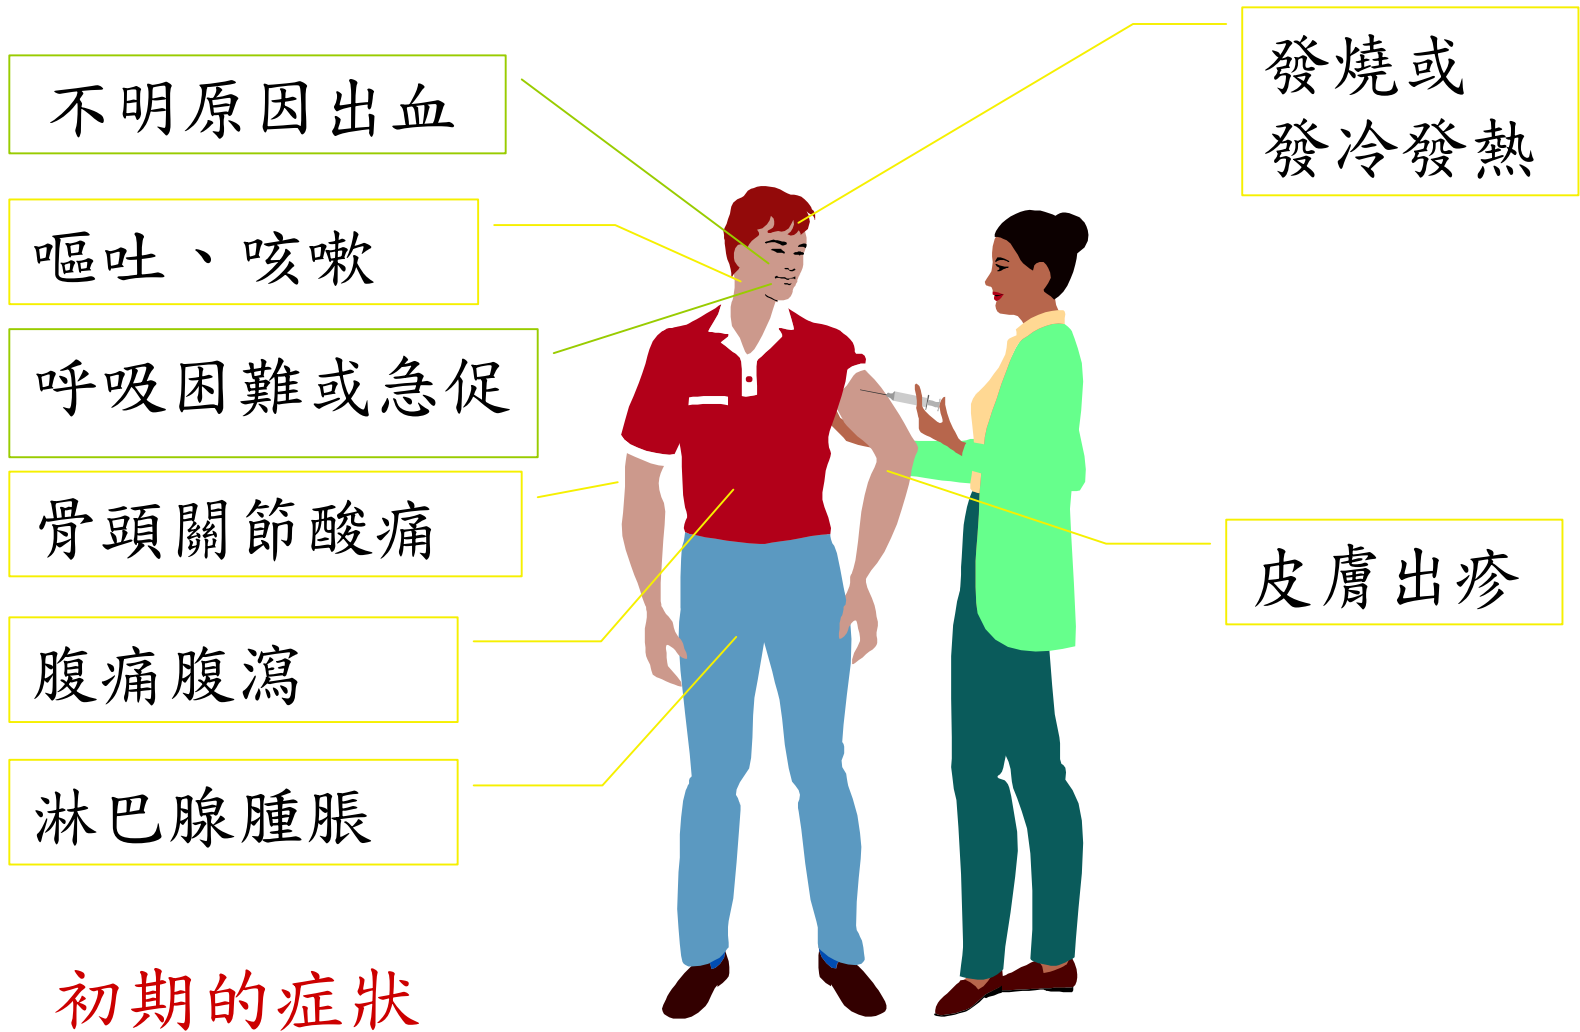 不明原因出血
嘔吐、咳嗽
呼吸困難或急促
骨頭關節酸痛
腹痛腹瀉
淋巴腺腫脹
初期的症狀
發燒或
發冷發熱
皮膚出疹